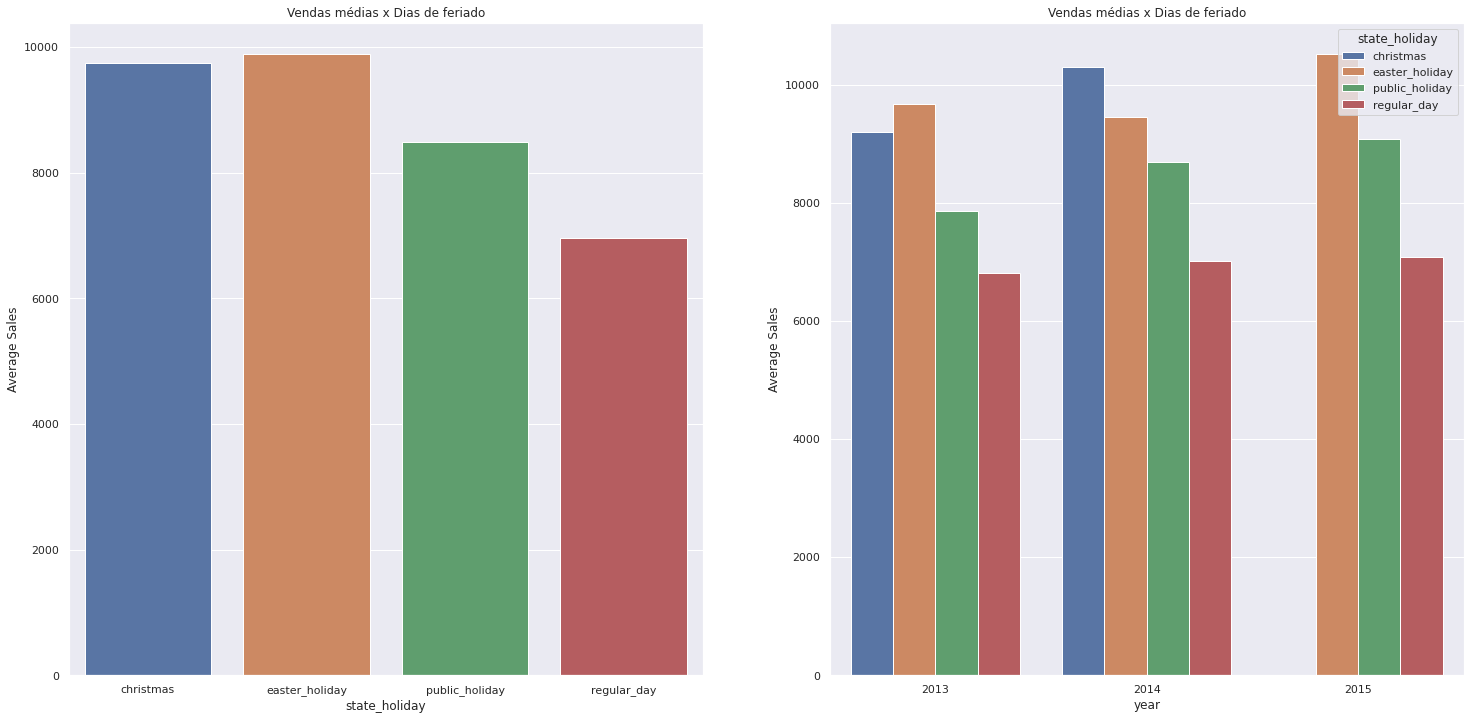 Vendas médias x Dias de feriado
10000
8000
6000
4000
2000
0
Average Sales
christmas
easter_holiday
public_holiday
regular_day
state_holiday
Vendas médias x Dias de feriado
state_holiday
christmas
easter_holiday
public_holiday
regular_day
10000
8000
6000
4000
2000
0
Average Sales
2013
2014
2015
year